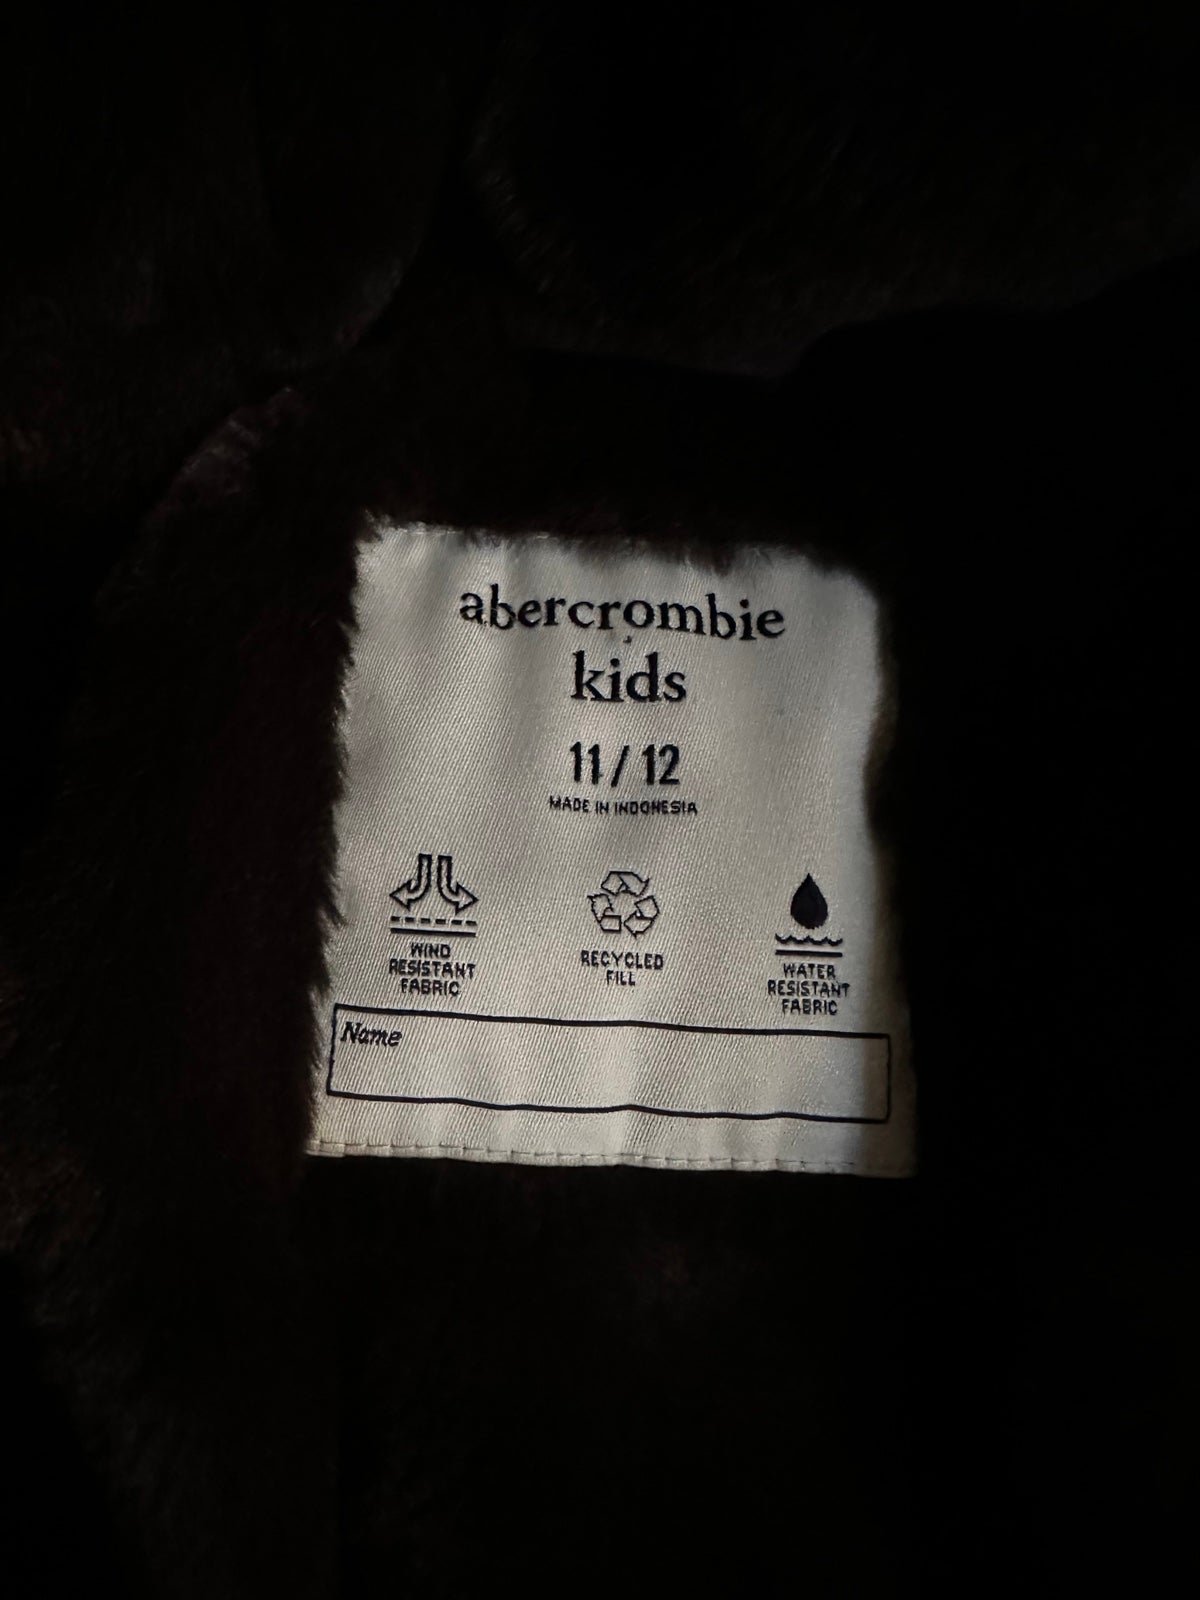 abercrombie
kids
11/12
MADE IN INDONESIA
WIND
RESISTANT
FABRIC
RECYCLED
FILL
WATER
RESISTANT
FABRIC
Name